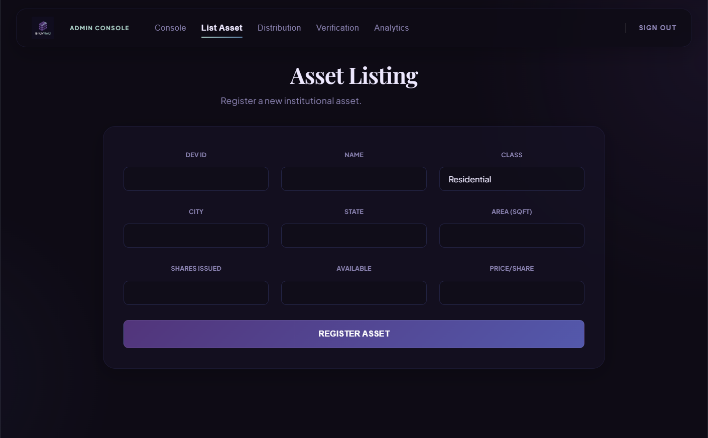 ADMIN CONSOLE Console List Asset Distribution Verification Analytics SIGN OUT
Asset Listing
Register a new institutional asset.
DEV ID NAME CLASS
Residential
CITY STATE AREA (SQFT)
SHARES ISSUED AVAILABLE PRICE/SHARE
REGISTER ASSET